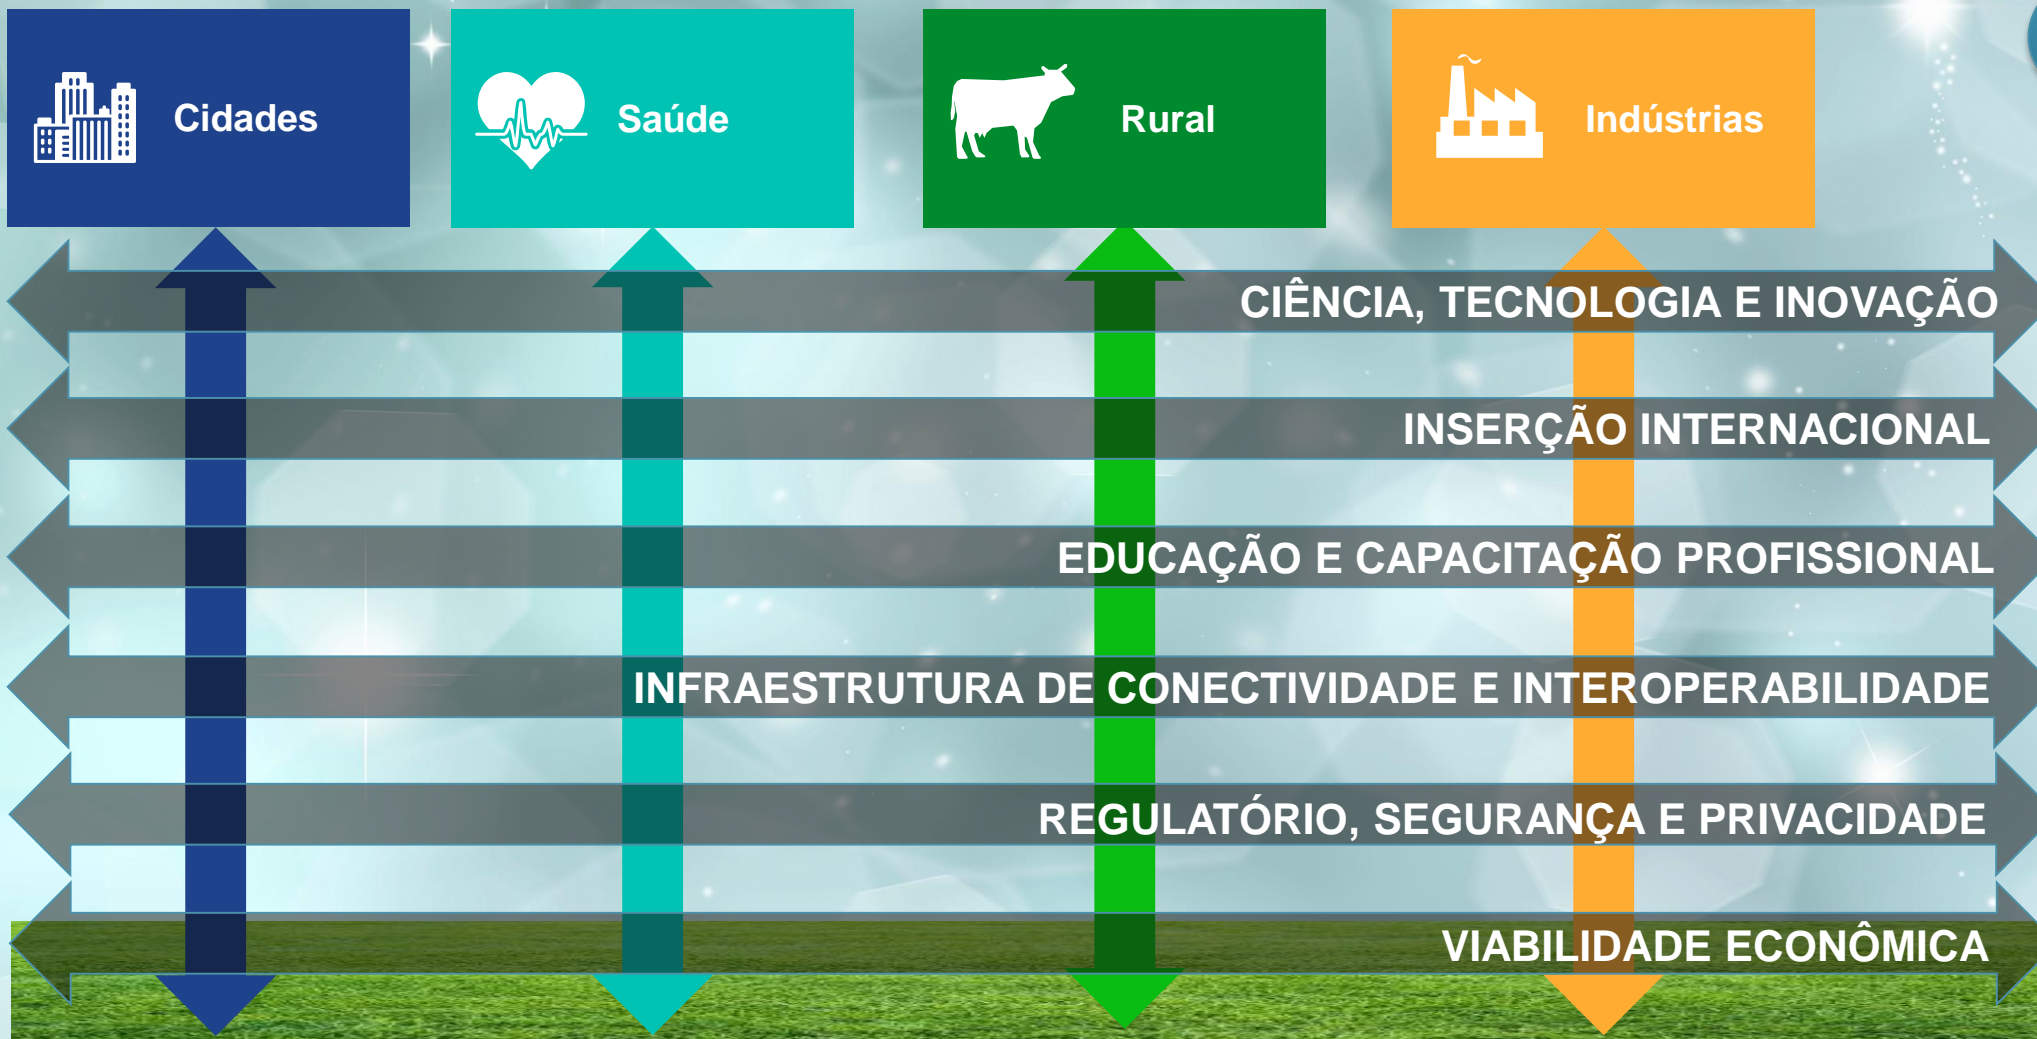 Cidades
Saúde
Rural
Indústrias
CIÊNCIA, TECNOLOGIA E INOVAÇÃO
INSERÇÃO INTERNACIONAL
EDUCAÇÃO E CAPACITAÇÃO PROFISSIONAL
INFRAESTRUTURA DE CONECTIVIDADE E INTEROPERABILIDADE
REGULATÓRIO, SEGURANÇA E PRIVACIDADE
VIABILIDADE ECONÔMICA